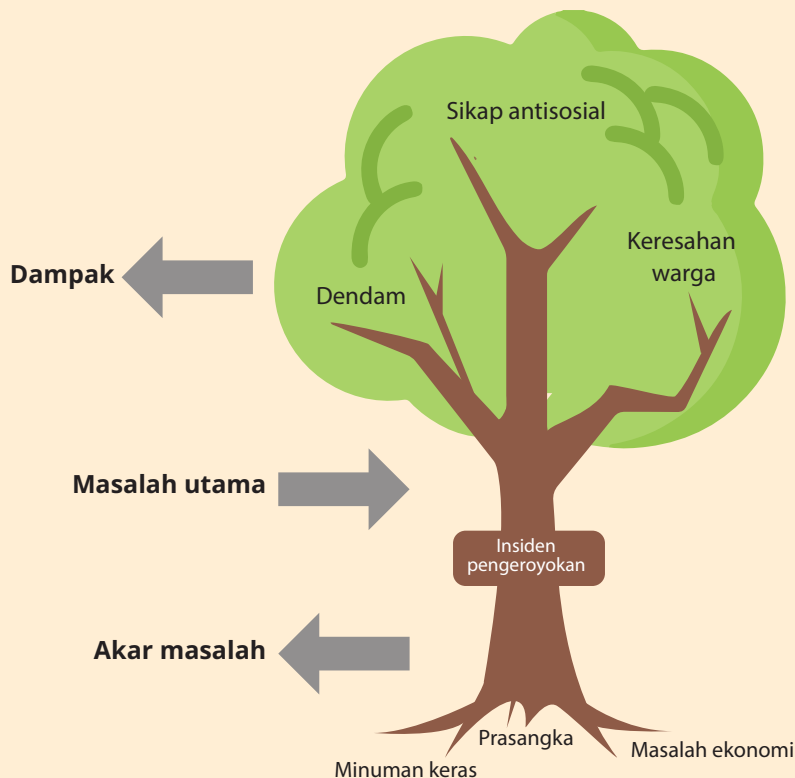 Sikap antisosial
Keresahan
warga
Dampak
Dendam
Masalah utama
Insiden
pengeroyokan
Akar masalah
Prasangka
Masalah ekonomi
Minuman keras